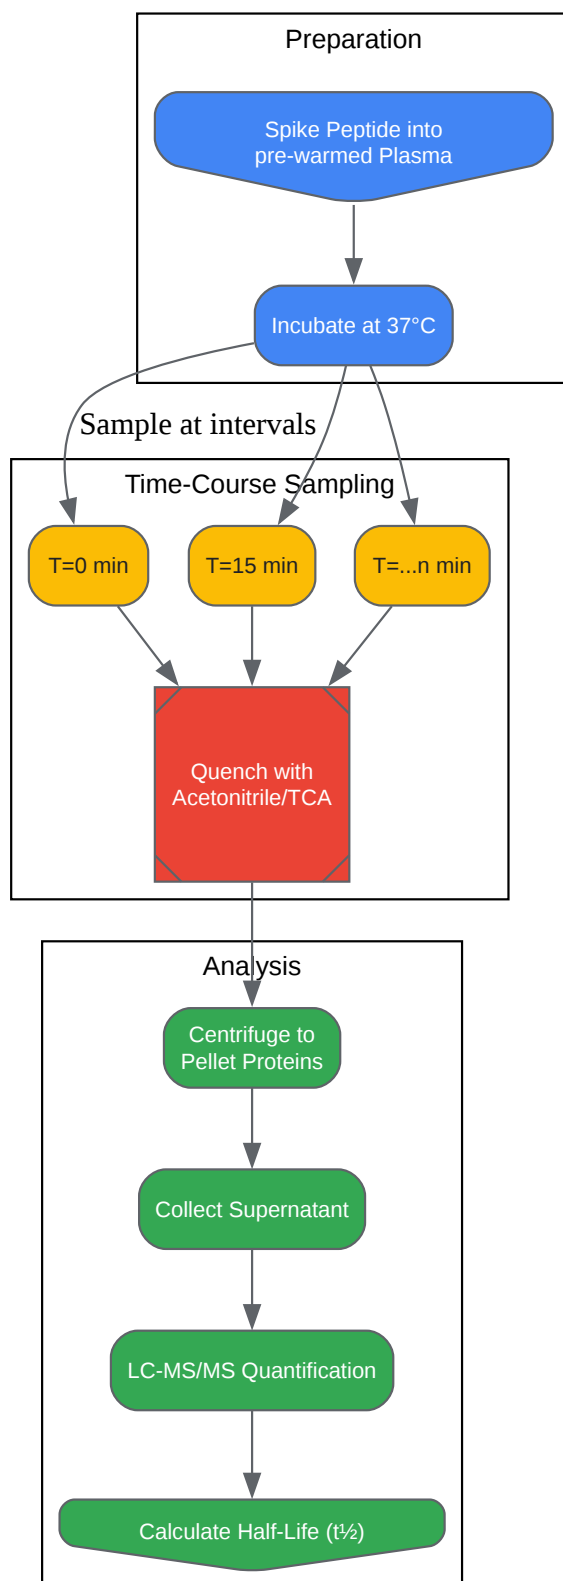 Preparation
Spike Peptide into
pre-warmed Plasma
Incubate at 37°C
Sample at intervals
Time-Course Sampling
T=0 min
T=15 min
T=...n min
Quench with
Acetonitrile/TCA
Analysis
Centrifuge to
Pellet Proteins
Collect Supernatant
LC-MS/MS Quantification
Calculate Half-Life (t½)